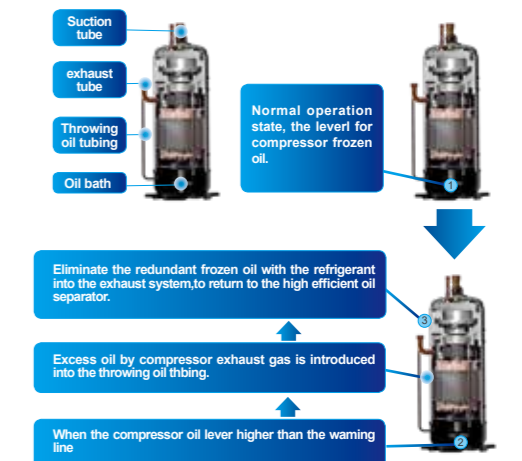 Suction
tube
exhaust
tube
Throwing
oil tubing
Oil bath
Normal operation
state, the leverl for
compressor frozen
oil.
1
Eliminate the redundant frozen oil with the refrigerant
into the exhaust system,to return to the high efficient oil
separator.
3
Excess oil by compressor exhaust gas is introduced
into the throwing oil thbing.
When the compressor oil lever higher than the waming
line
2